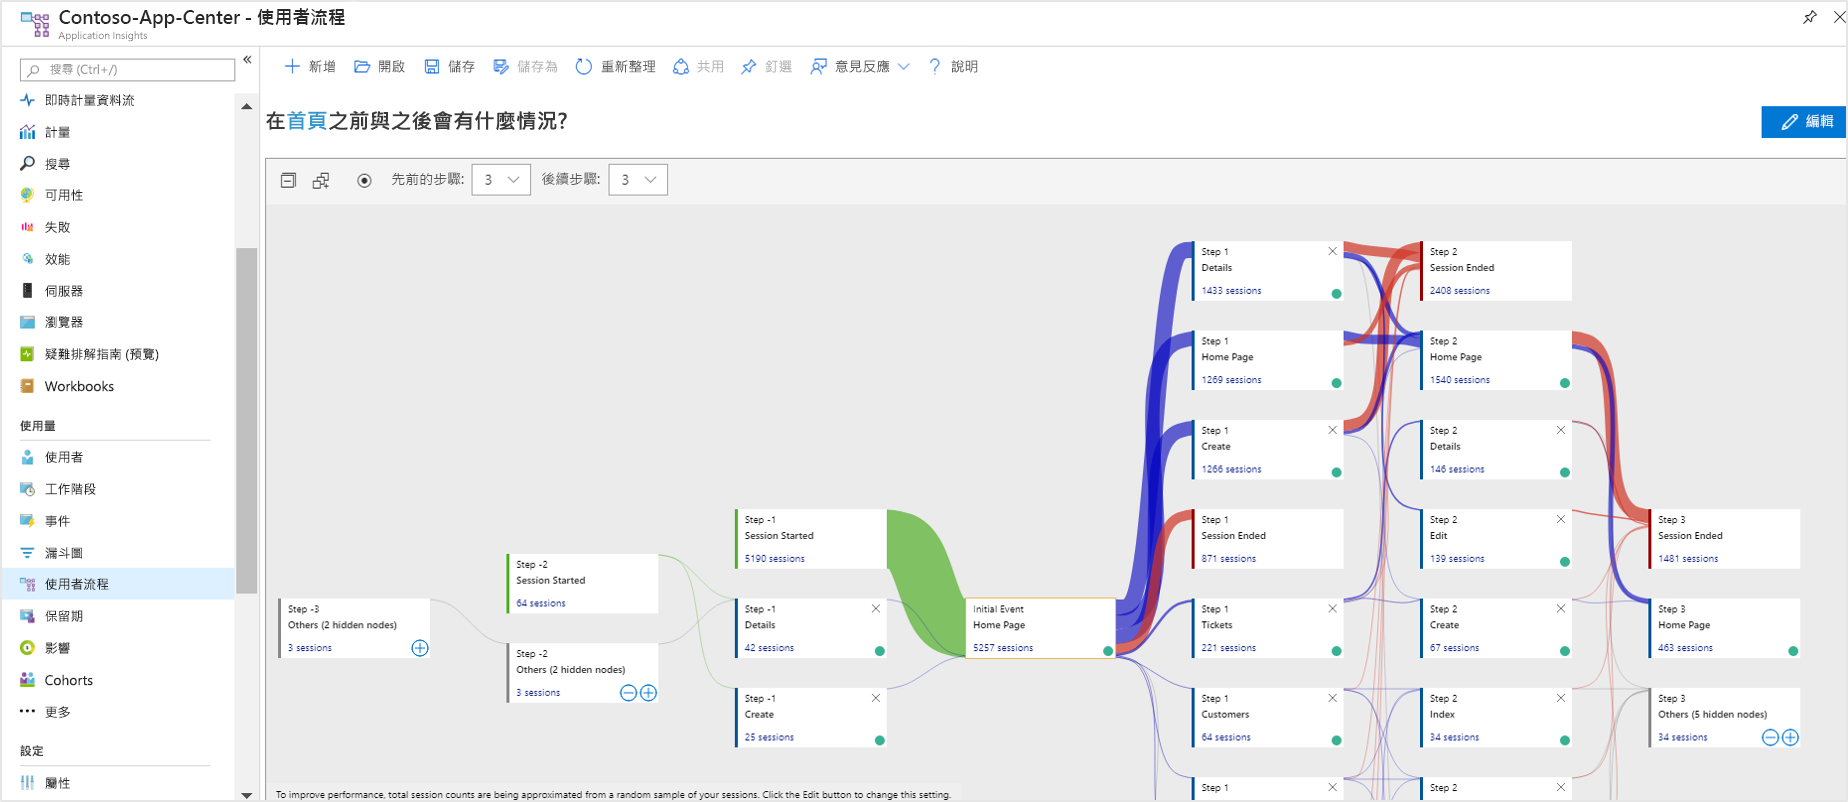 Contoso-App-Center - 使用者流程
Application Insights
搜尋 (Ctrl+/)
即時計量資料流
計量
搜尋
可用性
失敗
效能
伺服器
瀏覽器
疑難排解指南 (預覽)
Workbooks
使用量
使用者
工作階段
事件
漏斗圖
使用者流程
保留期
影響
Cohorts
更多
設定
屬性
新增 開啟 儲存 儲存為 重新整理 共用 釘選 意見反應 說明
在首頁之前與之後會有什麼情況?
編輯
先前的步驟: 3 後續步驟: 3
Step -3
Others (2 hidden nodes)
3 sessions
Step -2
Session Started
64 sessions
Step -2
Others (2 hidden nodes)
3 sessions
Step -1
Session Started
5190 sessions
Step -1
Details
42 sessions
Step -1
Create
25 sessions
Initial Event
Home Page
5257 sessions
Step 1
Details
1433 sessions
Step 1
Home Page
1269 sessions
Step 1
Create
1266 sessions
Step 1
Session Ended
871 sessions
Step 1
Tickets
221 sessions
Step 1
Customers
64 sessions
Step 1
Step 2
Session Ended
2408 sessions
Step 2
Home Page
1540 sessions
Step 2
Details
146 sessions
Step 2
Edit
139 sessions
Step 2
Create
67 sessions
Step 2
Index
34 sessions
Step 2
Step 3
Session Ended
1481 sessions
Step 3
Home Page
463 sessions
Step 3
Others (5 hidden nodes)
34 sessions
To improve performance, total session counts are being approximated from a random sample of your sessions. Click the Edit button to change this setting.